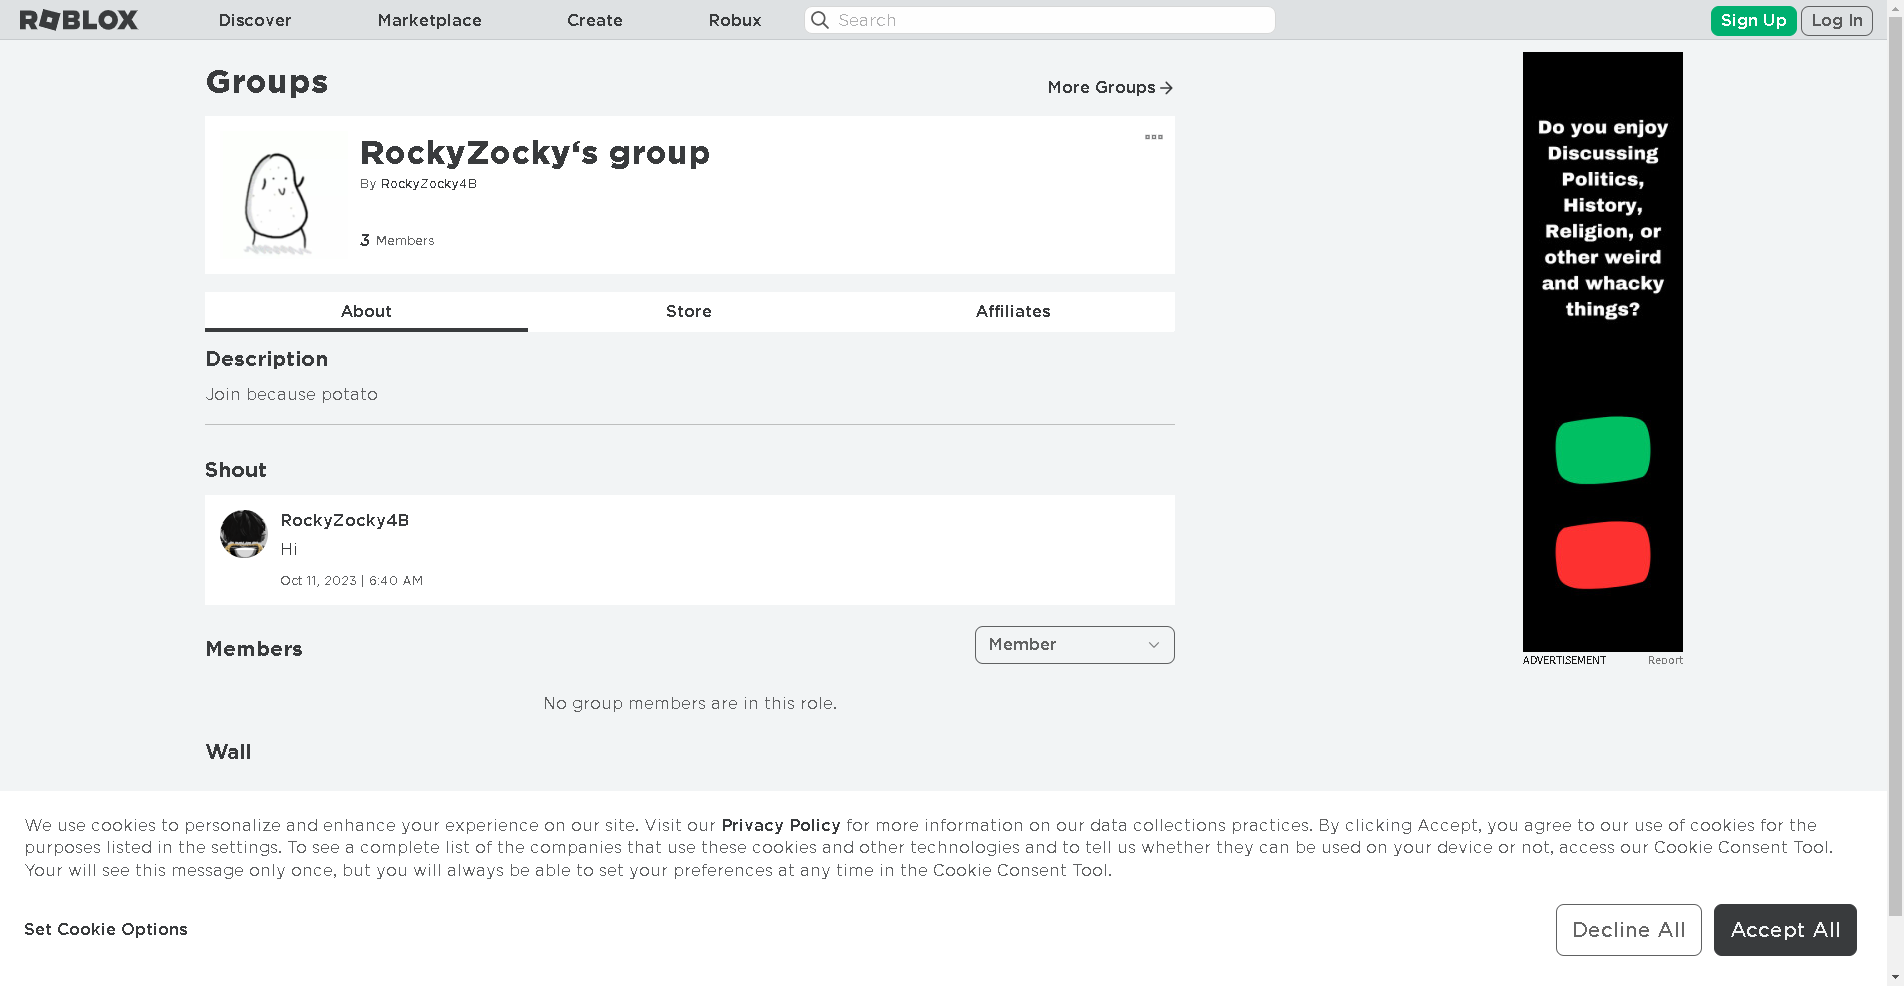 ROBLOX
Discover
Marketplace
Create
Robux
Search
Sign Up
Log In
Groups
More Groups
RockyZocky‘s group
By RockyZocky4B
3 Members
About
Store
Affiliates
Description
Join because potato
Shout
RockyZocky4B
Hi
Oct 11, 2023 | 6:40 AM
Members
Member
No group members are in this role.
Wall
Do you enjoy
Discussing
Politics,
History,
Religion, or
other weird
and whacky
things?
ADVERTISEMENT
Report
We use cookies to personalize and enhance your experience on our site. Visit our Privacy Policy for more information on our data collections practices. By clicking Accept, you agree to our use of cookies for the
purposes listed in the settings. To see a complete list of the companies that use these cookies and other technologies and to tell us whether they can be used on your device or not, access our Cookie Consent Tool.
Your will see this message only once, but you will always be able to set your preferences at any time in the Cookie Consent Tool.
Set Cookie Options
Decline All
Accept All